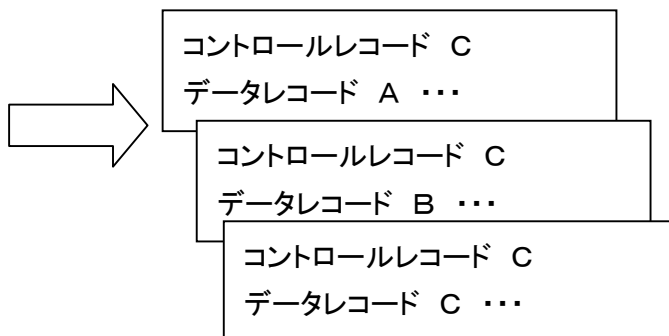 コントロールレコード Ｃ
データレコード Ａ ･･･
コントロールレコード Ｃ
データレコード Ｂ ･･･
コントロールレコード Ｃ
データレコード Ｃ ･･･